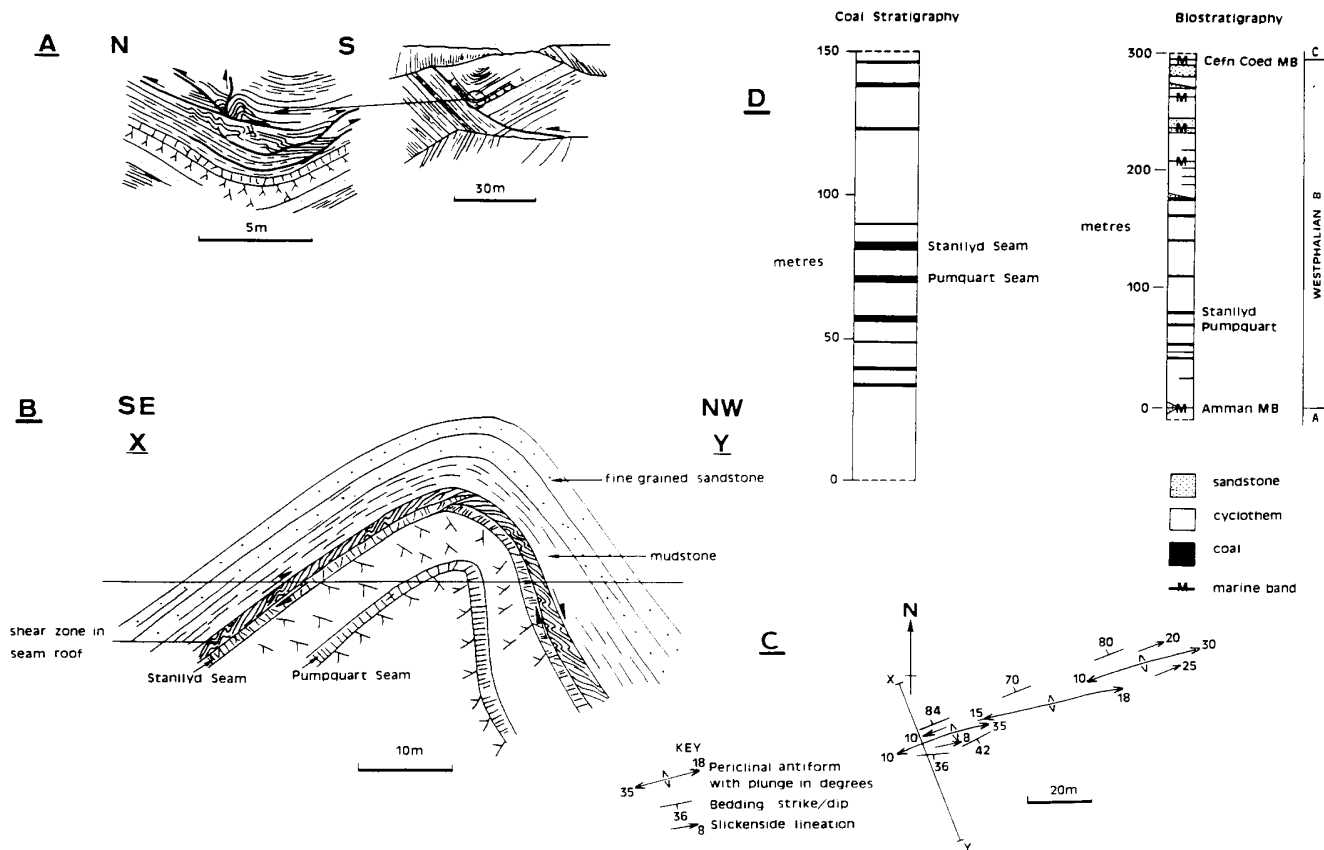 A
N
S
5m
30m
D
Coal Stratigraphy
150
100
metres
50
0
Stanllyd Seam
Pumquart Seam
Biostratigraphy
300
M
Cefn Coed MB
M
M
M
200
metres
100
Stanllyd
Pumpquart
0
M
Amman MB
C
WESTPHALIAN B
A
sandstone
cyclothem
coal
M
marine band
B
SE
NW
X
Y
fine grained sandstone
mudstone
shear zone in
seam roof
Stanllyd Seam
Pumpquart Seam
10m
KEY
18
35
Periclinal antiform
with plunge in degrees
36
Bedding strike/dip
8
Slickenside lineation
C
N
X
80
20
30
10
25
70
18
84
15
35
10
8
10
42
36
20m
Y